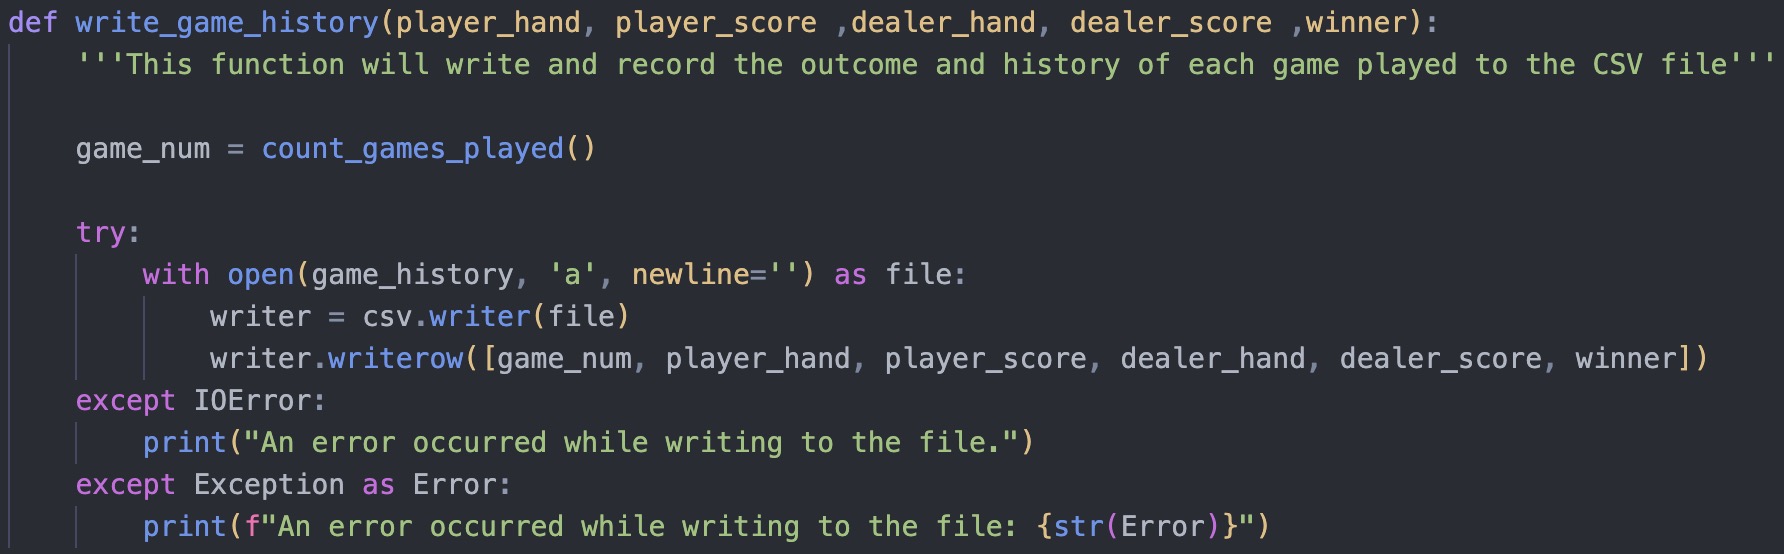 def write_game_history(player_hand, player_score ,dealer_hand, dealer_score ,winner):
    '''This function will write and record the outcome and history of each game played to the CSV file'''

    game_num = count_games_played()

    try:
        with open(game_history, 'a', newline='') as file:
            writer = csv.writer(file)
            writer.writerow([game_num, player_hand, player_score, dealer_hand, dealer_score, winner])
    except IOError:
        print("An error occurred while writing to the file.")
    except Exception as Error:
        print(f"An error occurred while writing to the file: {str(Error)}")